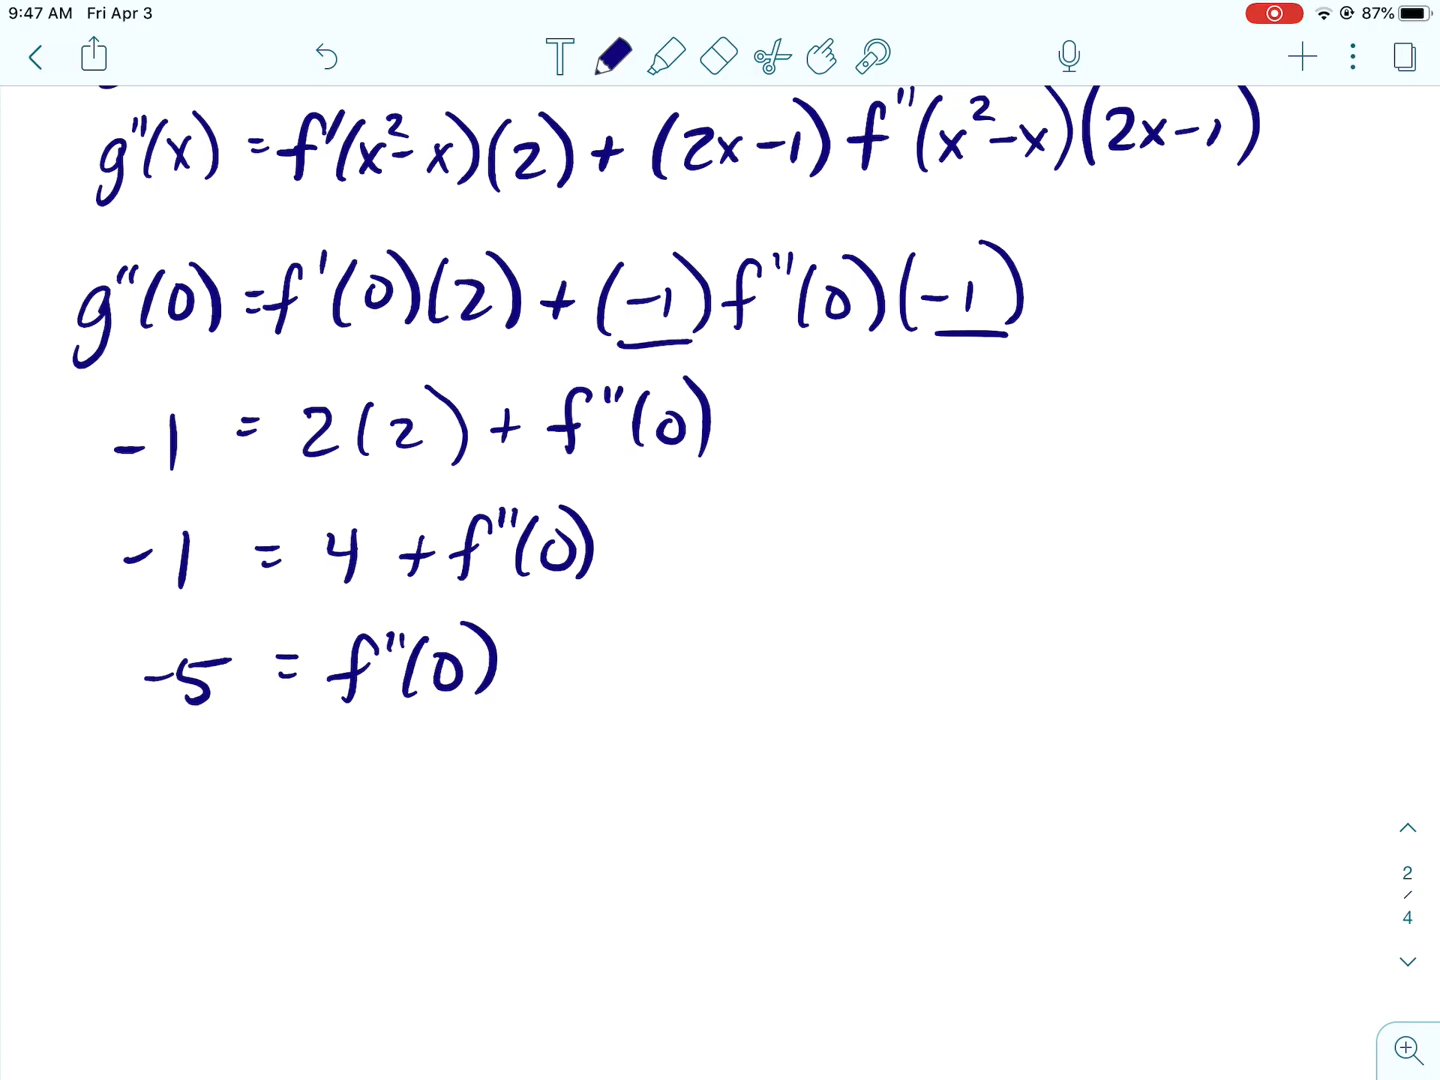 9:47 AM Fri Apr 3 87%
T
g''(x) = f'(x²-x)(2) + (2x-1) f''(x²-x)(2x-1)
g''(0) = f'(0)(2) + (-1) f''(0)(-1)
-1 = 2(2) + f''(0)
-1 = 4 + f''(0)
-5 = f''(0)
2
/
4